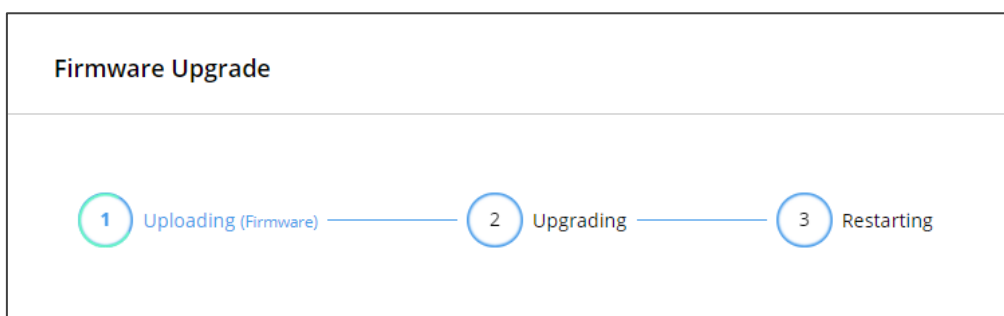 Firmware Upgrade
1 Uploading (Firmware) 2 Upgrading 3 Restarting